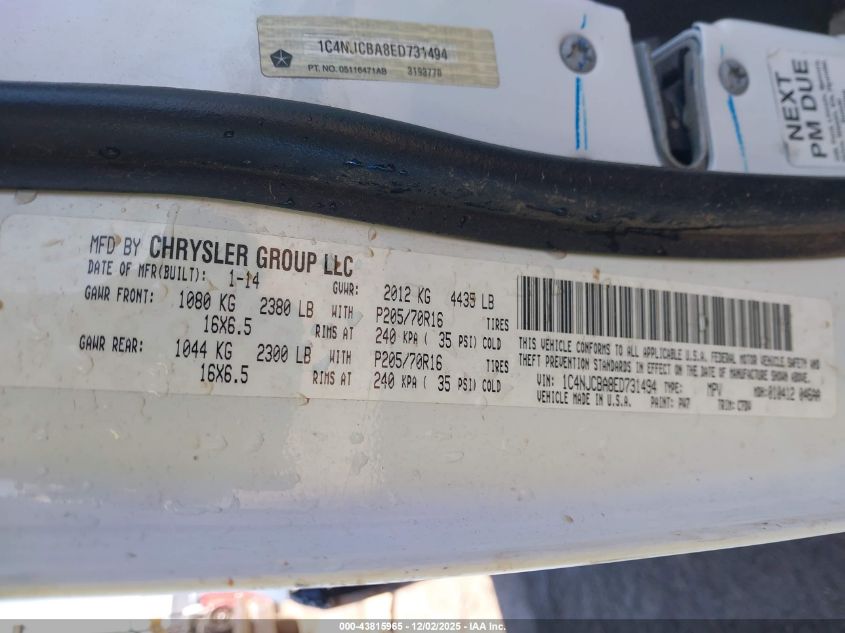 1C4NJCBA8ED731494
PT. NO. 05116471AB 3193778
NEXT
PM DUE
MFD BY CHRYSLER GROUP LLC
DATE OF MFR(BUILT): 1-14 GVWR: 2012 KG 4435 LB
GAWR FRONT: 1080 KG 2380 LB WITH P205/70R16 TIRES
16X6.5 RIMS AT 240 KPA ( 35 PSI) COLD
GAWR REAR: 1044 KG 2300 LB WITH P205/70R16 TIRES
16X6.5 RIMS AT 240 KPA ( 35 PSI) COLD
THIS VEHICLE CONFORMS TO ALL APPLICABLE U.S.A. FEDERAL MOTOR VEHICLE SAFETY AND
THEFT PREVENTION STANDARDS IN EFFECT ON THE DATE OF MANUFACTURE SHOWN ABOVE.
VIN: 1C4NJCBA8ED731494 TYPE: MPV MDH:010412 046AA
VEHICLE MADE IN U.S.A. PAINT: PW7 TRIM:
000-43815965 - 12/02/2025 - IAA Inc.